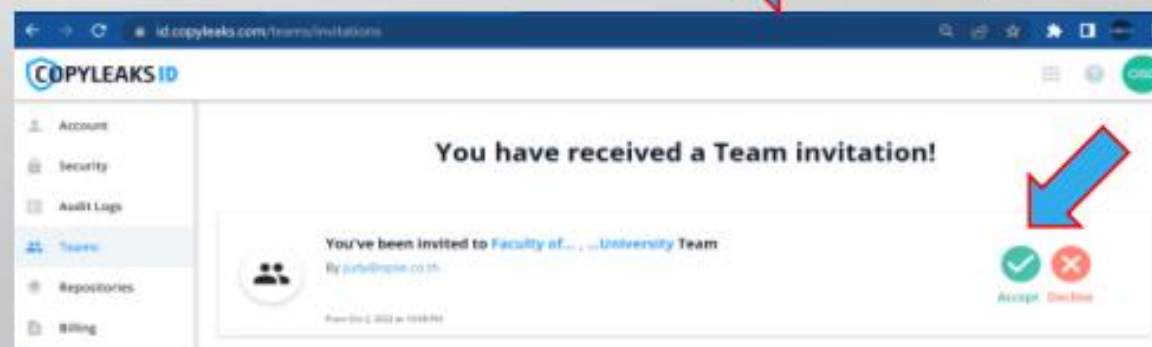 id.copyleaks.com/teams/invitations
COPYLEAKS ID
Account
Security
Audit Logs
Teams
Repositories
Billing
You have received a Team invitation!
You've been invited to Faculty of... , ...University Team
By
Accept Decline